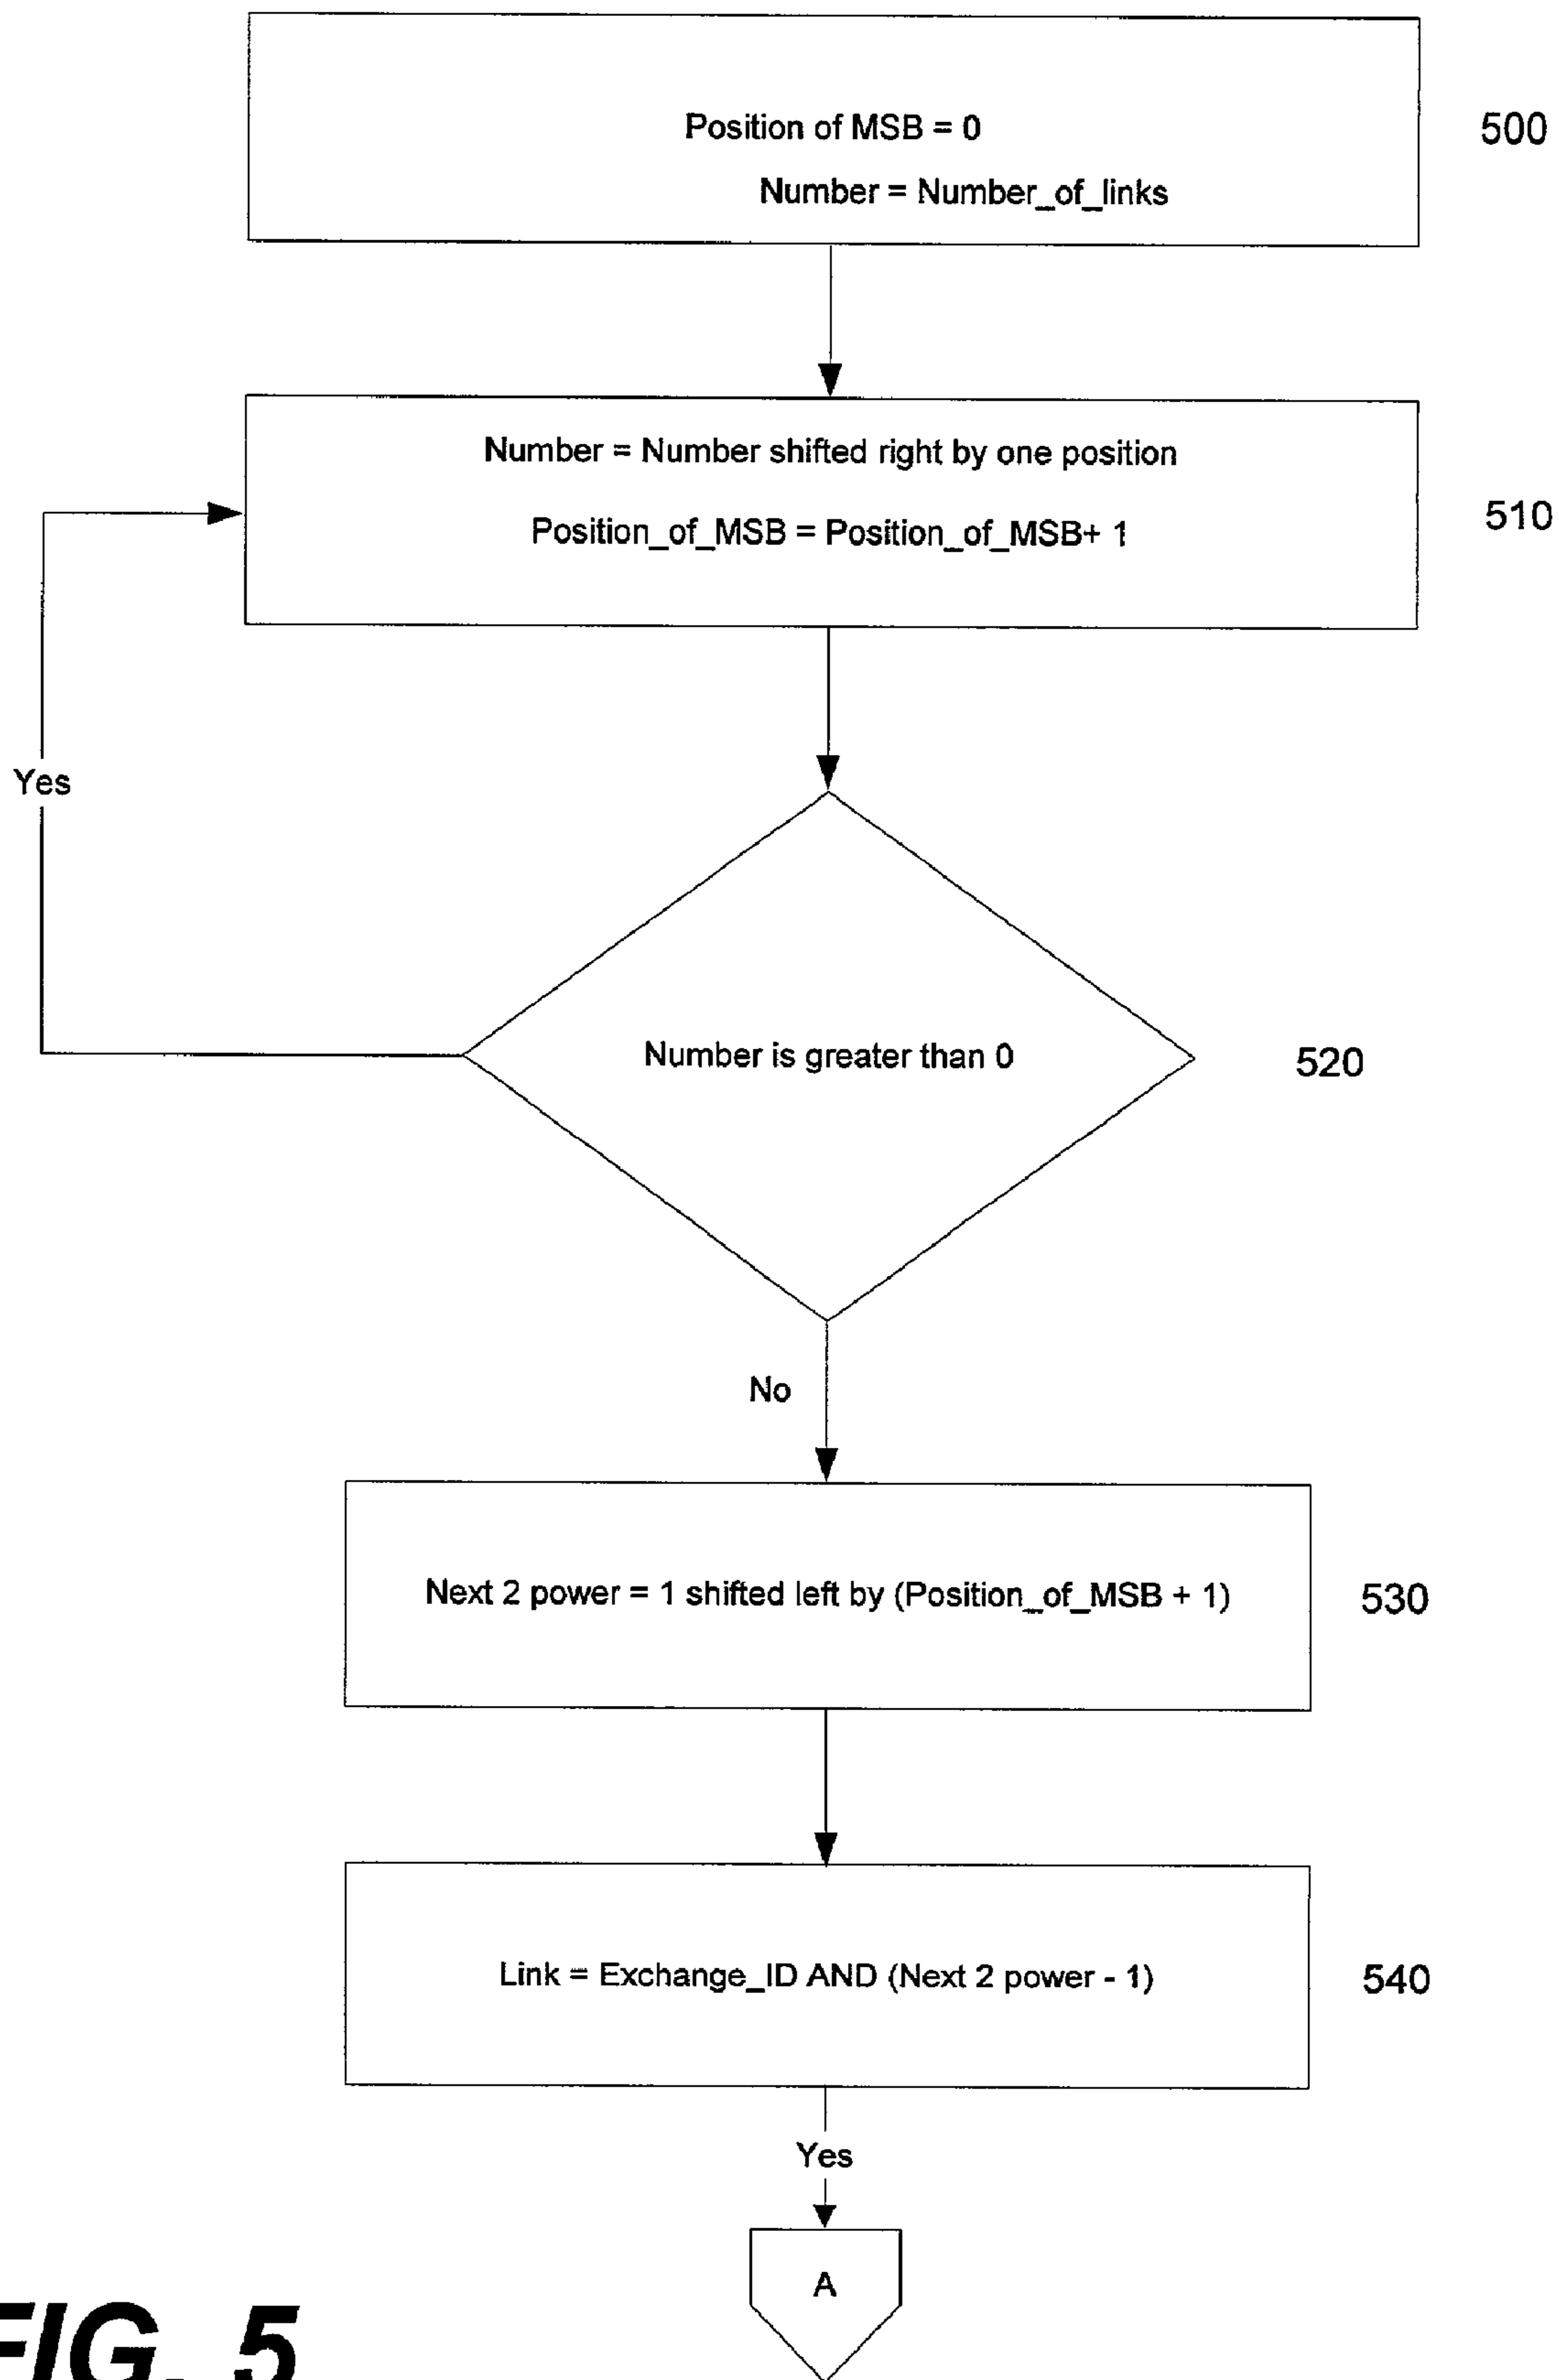 Position of MSB = 0
500
Number = Number_of_links
Number = Number shifted right by one position
510
Position_of_MSB = Position_of_MSB+ 1
Yes
Number is greater than 0
520
No
Next 2 power = 1 shifted left by (Position_of_MSB + 1)
530
Link = Exchange_ID AND (Next 2 power - 1)
540
Yes
A
FIG. 5